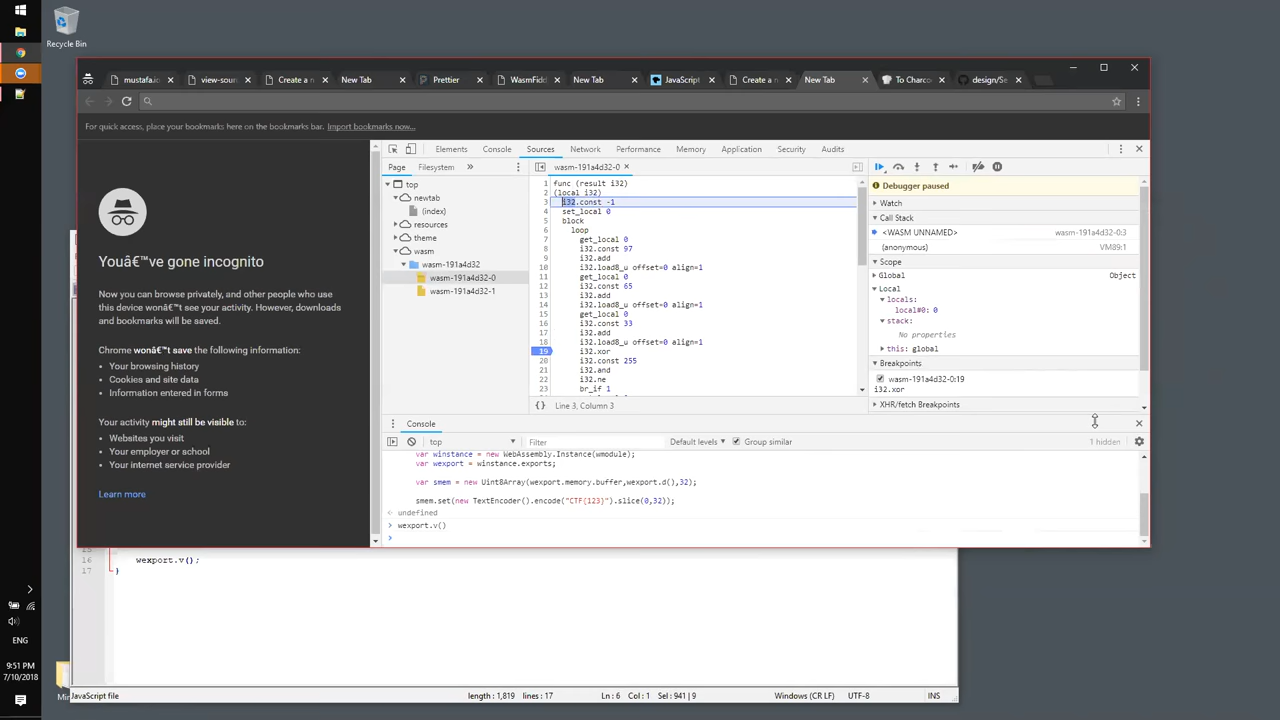 Recycle Bin
mustafa.io
view-sourc
Create a n
New Tab
Prettier
WasmFidd
New Tab
JavaScript
Create a n
New Tab
To Charco
design/Se
For quick access, place your bookmarks here on the bookmarks bar. Import bookmarks now...
Youâ€™ve gone incognito
Now you can browse privately, and other people who use
this device wonâ€™t see your activity. However, downloads
and bookmarks will be saved.
Chrome wonâ€™t save the following information:
• Your browsing history
• Cookies and site data
• Information entered in forms
Your activity might still be visible to:
• Websites you visit
• Your employer or school
• Your internet service provider
Learn more
Elements Console Sources Network Performance Memory Application Security Audits
Page Filesystem »
top
newtab
(index)
resources
theme
wasm
wasm-191a4d32
wasm-191a4d32-0
wasm-191a4d32-1
wasm-191a4d32-0 ×
1 func (result i32)
2 (local i32)
3 i32.const -1
4 set_local 0
5 block
6 loop
7 get_local 0
8 i32.const 97
9 i32.add
10 i32.load8_u offset=0 align=1
11 get_local 0
12 i32.const 65
13 i32.add
14 i32.load8_u offset=0 align=1
15 get_local 0
16 i32.const 33
17 i32.add
18 i32.load8_u offset=0 align=1
19 i32.xor
20 i32.const 255
21 i32.and
22 i32.ne
23 br_if 1
{} Line 3, Column 3
Debugger paused
Watch
Call Stack
<WASM UNNAMED> wasm-191a4d32-0:3
(anonymous) VM89:1
Scope
Global Object
Local
locals:
local#0: 0
stack:
No properties
this: global
Breakpoints
wasm-191a4d32-0:19
i32.xor
XHR/fetch Breakpoints
Console
top Filter Default levels Group similar 1 hidden
var winstance = new WebAssembly.Instance(wmodule);
var wexport = winstance.exports;
var smem = new Uint8Array(wexport.memory.buffer,wexport.d(),32);
smem.set(new TextEncoder().encode("CTF{123}").slice(0,32));
undefined
wexport.v()
16 wexport.v();
17 }
JavaScript file length : 1,819 lines : 17 Ln : 6 Col : 1 Sel : 941 | 9 Windows (CR LF) UTF-8 INS
ENG
9:51 PM
7/10/2018